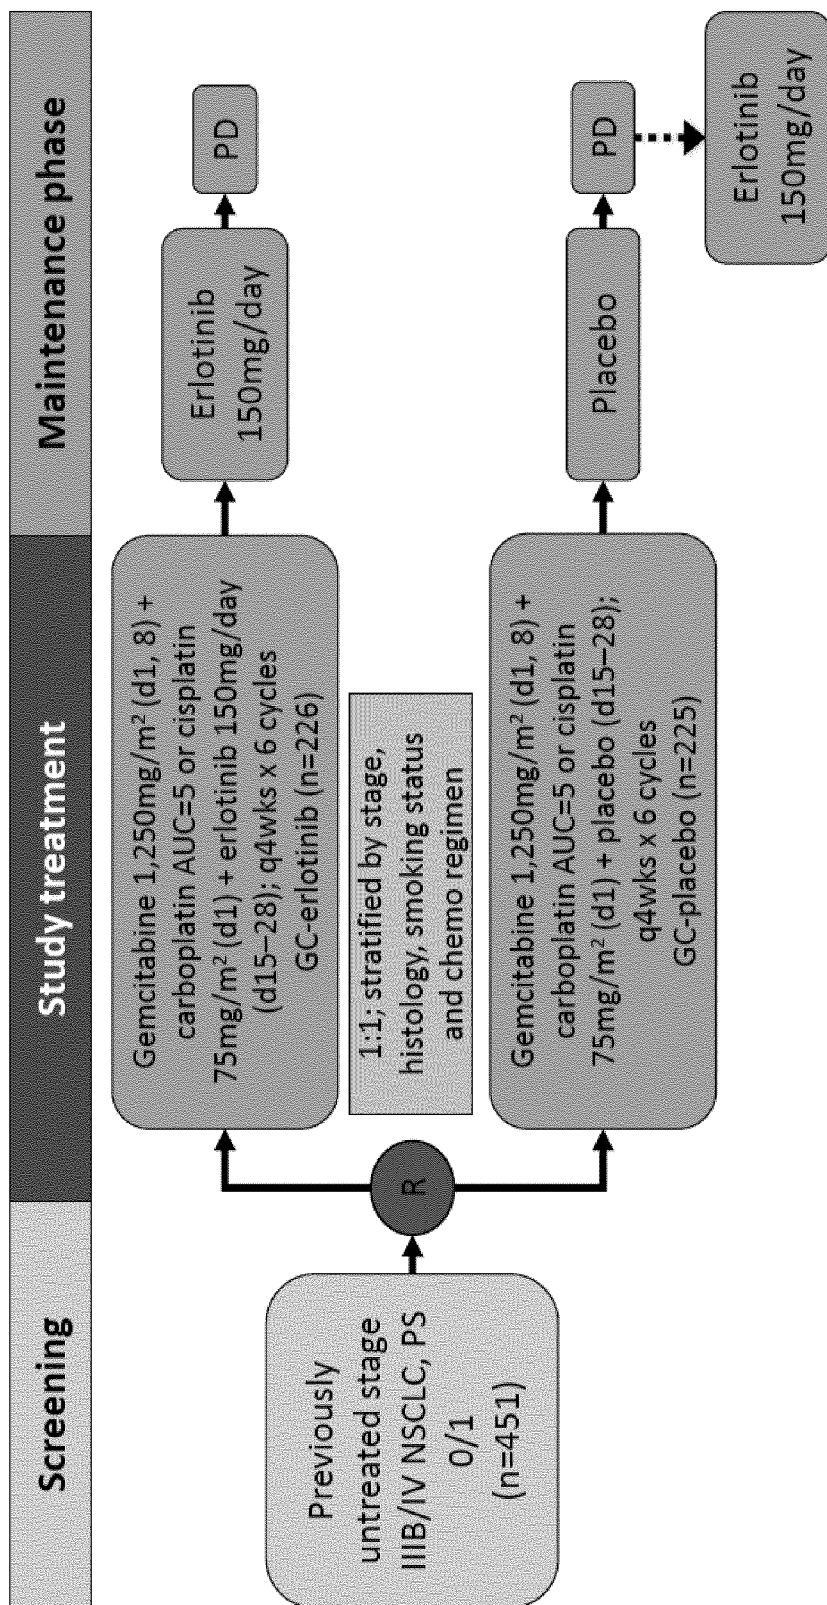 Screening
Study treatment
Maintenance phase
Previously
untreated stage
IIIB/IV NSCLC, PS
0/1
(n=451)
R
Gemcitabine 1,250mg/m² (d1, 8) +
carboplatin AUC=5 or cisplatin
75mg/m² (d1) + erlotinib 150mg/day
(d15–28); q4wks x 6 cycles
GC-erlotinib (n=226)
Erlotinib
150mg/day
PD
1:1; stratified by stage,
histology, smoking status
and chemo regimen
Gemcitabine 1,250mg/m² (d1, 8) +
carboplatin AUC=5 or cisplatin
75mg/m² (d1) + placebo (d15–28);
q4wks x 6 cycles
GC-placebo (n=225)
Placebo
PD
Erlotinib
150mg/day